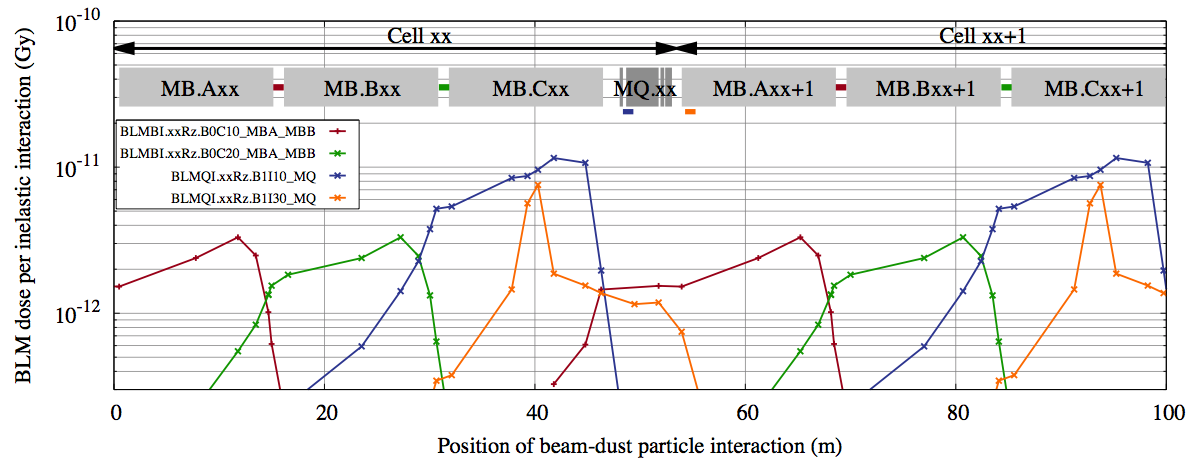 10⁻¹⁰
Cell xx Cell xx+1
MB.Axx MB.Bxx MB.Cxx MQ.xx MB.Axx+1 MB.Bxx+1 MB.Cxx+1
BLMBI.xxRz.B0C10_MBA_MBB
BLMBI.xxRz.B0C20_MBA_MBB
BLMQI.xxRz.B1I10_MQ
BLMQI.xxRz.B1I30_MQ
10⁻¹¹
10⁻¹²
BLM dose per inelastic interaction (Gy)
0 20 40 60 80 100
Position of beam-dust particle interaction (m)